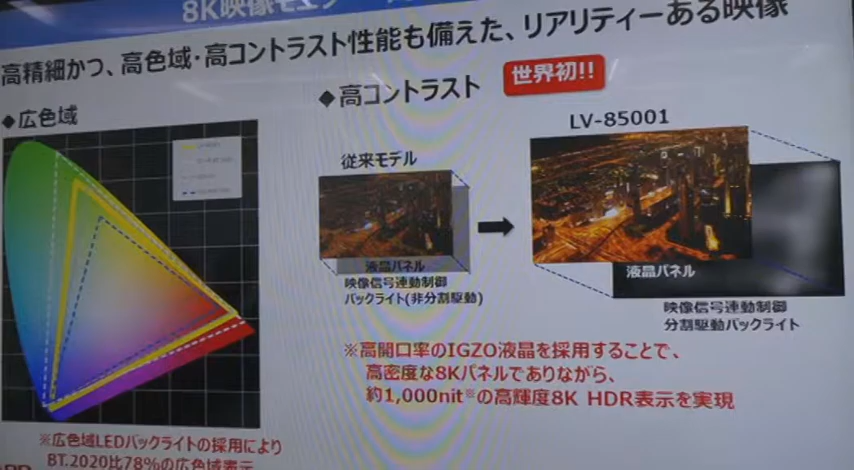 8K映像モニ
高精細かつ、高色域・高コントラスト性能も備えた、リアリティーある映像
◆広色域
◆高コントラスト
世界初!!
従来モデル
LV-85001
液晶パネル
映像信号連動制御
バックライト(非分割駆動)
液晶パネル
映像信号連動制御
分割駆動バックライト
※高開口率のIGZO液晶を採用することで、
高密度な8Kパネルでありながら、
約1,000nit※の高輝度8K HDR表示を実現
※広色域LEDバックライトの採用により
BT.2020比78%の広色域表示